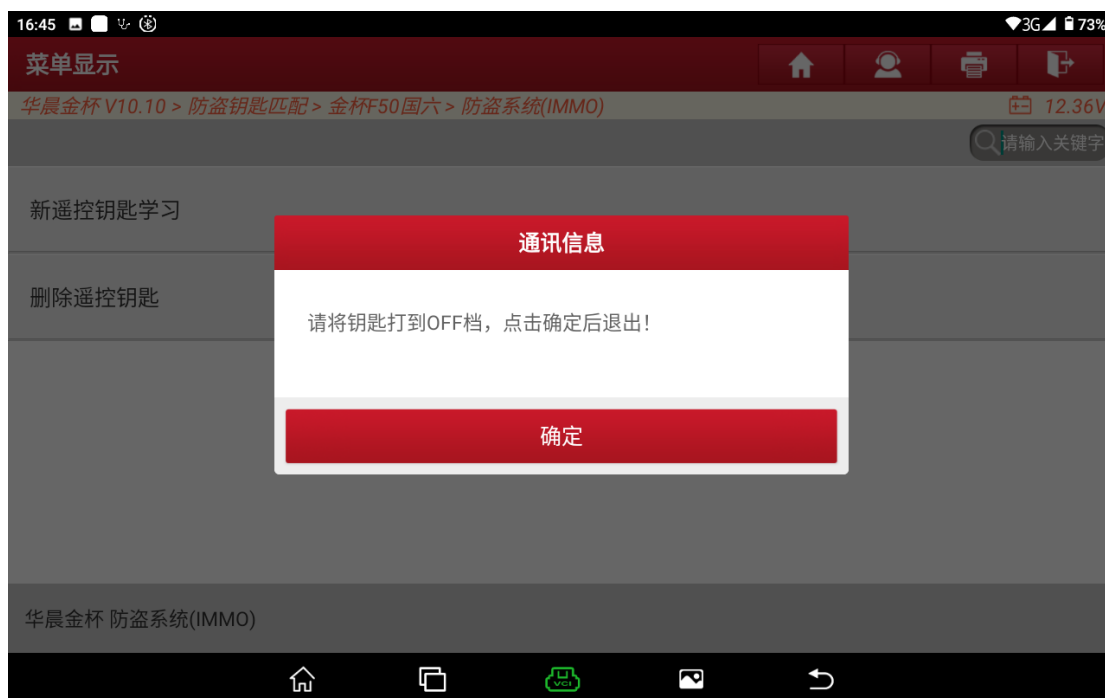 16:45
3G 73%
菜单显示
华晨金杯 V10.10 > 防盗钥匙匹配 > 金杯F50国六 > 防盗系统(IMMO)
12.36V
请输入关键字
新遥控钥匙学习
删除遥控钥匙
通讯信息
请将钥匙打到OFF档，点击确定后退出！
确定
华晨金杯 防盗系统(IMMO)
VCI